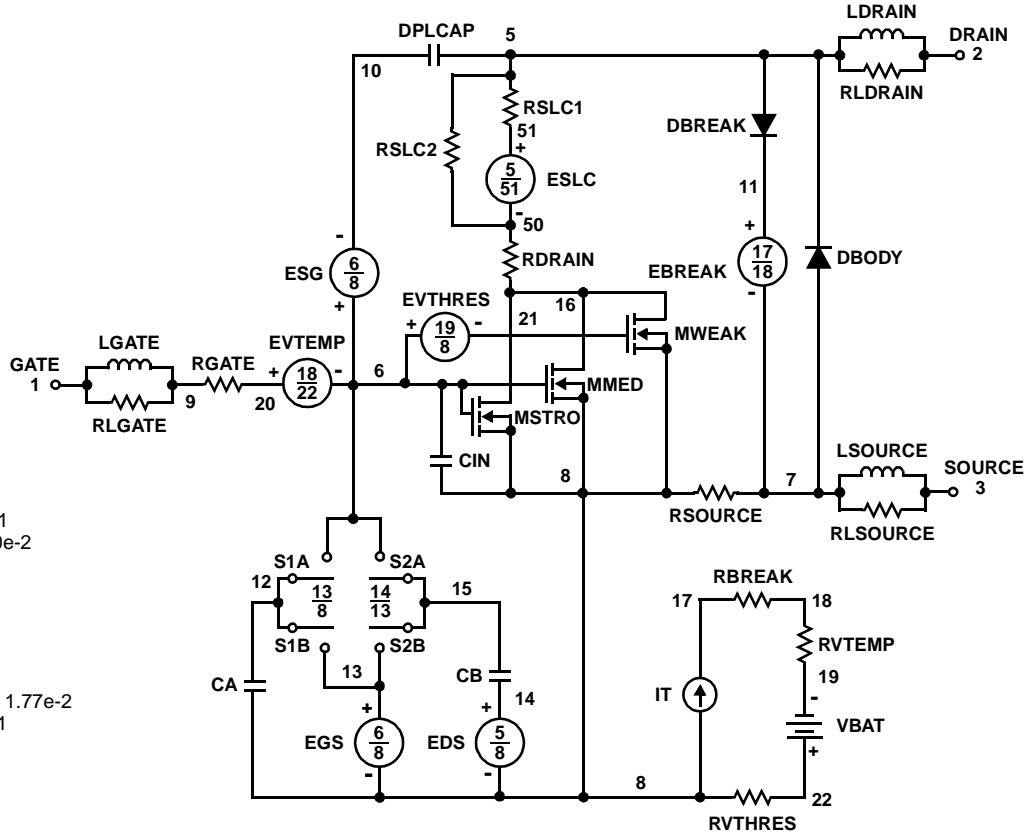 LDRAIN
DPLCAP 5 DRAIN
10 2
RLDRAIN
RSLC1
DBREAK
51
RSLC2 +
5
51
ESLC
11
-
50
-
+
17
18
RDRAIN DBODY
6
8
ESG EBREAK
EVTHRES
+ 16 -
21
+ 19 -
8
MWEAK
LGATE EVTEMP
GATE RGATE 6
+ 18 -
22
MMED
1
9 20
MSTRO
RLGATE
LSOURCE
CIN SOURCE
8 7
3
RSOURCE
RLSOURCE
1
0e-2
S1A S2A
12 RBREAK
13
8
14
13
15
17 18
S1B S2B RVTEMP
13
CB 19
CA
1.77e-2 14 IT -
1
+ +
VBAT
EGS 6
8
EDS 5
8
+
- -
8
22
RVTHRES